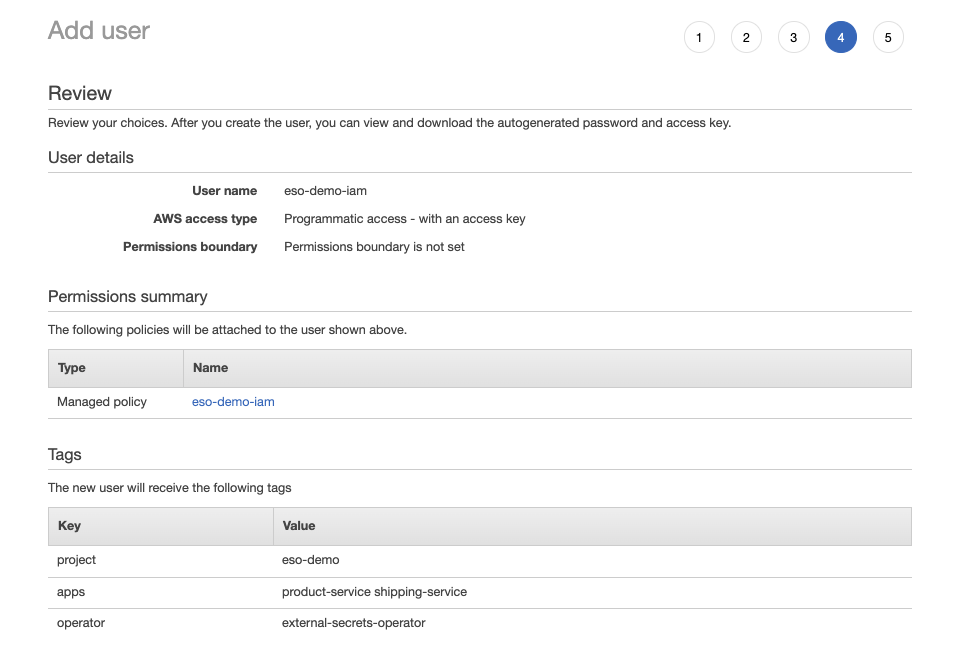 Add user
1 2 3 4 5
Review
Review your choices. After you create the user, you can view and download the autogenerated password and access key.
User details
User name eso-demo-iam
AWS access type Programmatic access - with an access key
Permissions boundary Permissions boundary is not set
Permissions summary
The following policies will be attached to the user shown above.
Type Name
Managed policy eso-demo-iam
Tags
The new user will receive the following tags
Key Value
project eso-demo
apps product-service shipping-service
operator external-secrets-operator